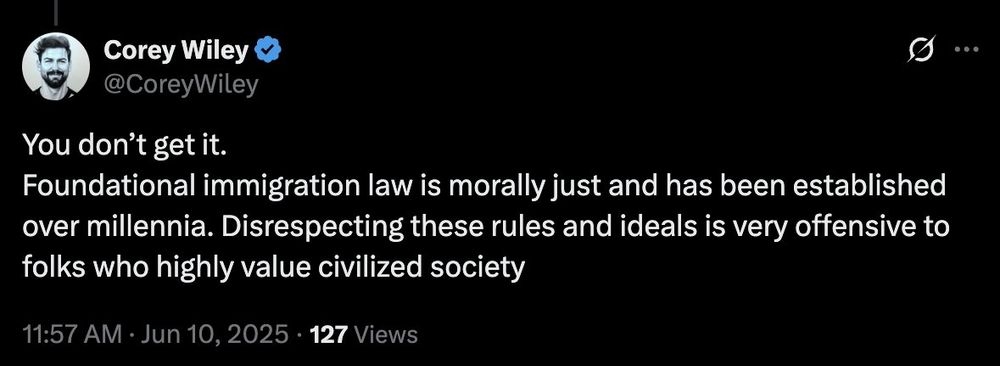 Corey Wiley
@CoreyWiley
You don’t get it.
Foundational immigration law is morally just and has been established
over millennia. Disrespecting these rules and ideals is very offensive to
folks who highly value civilized society
11:57 AM · Jun 10, 2025 · 127 Views